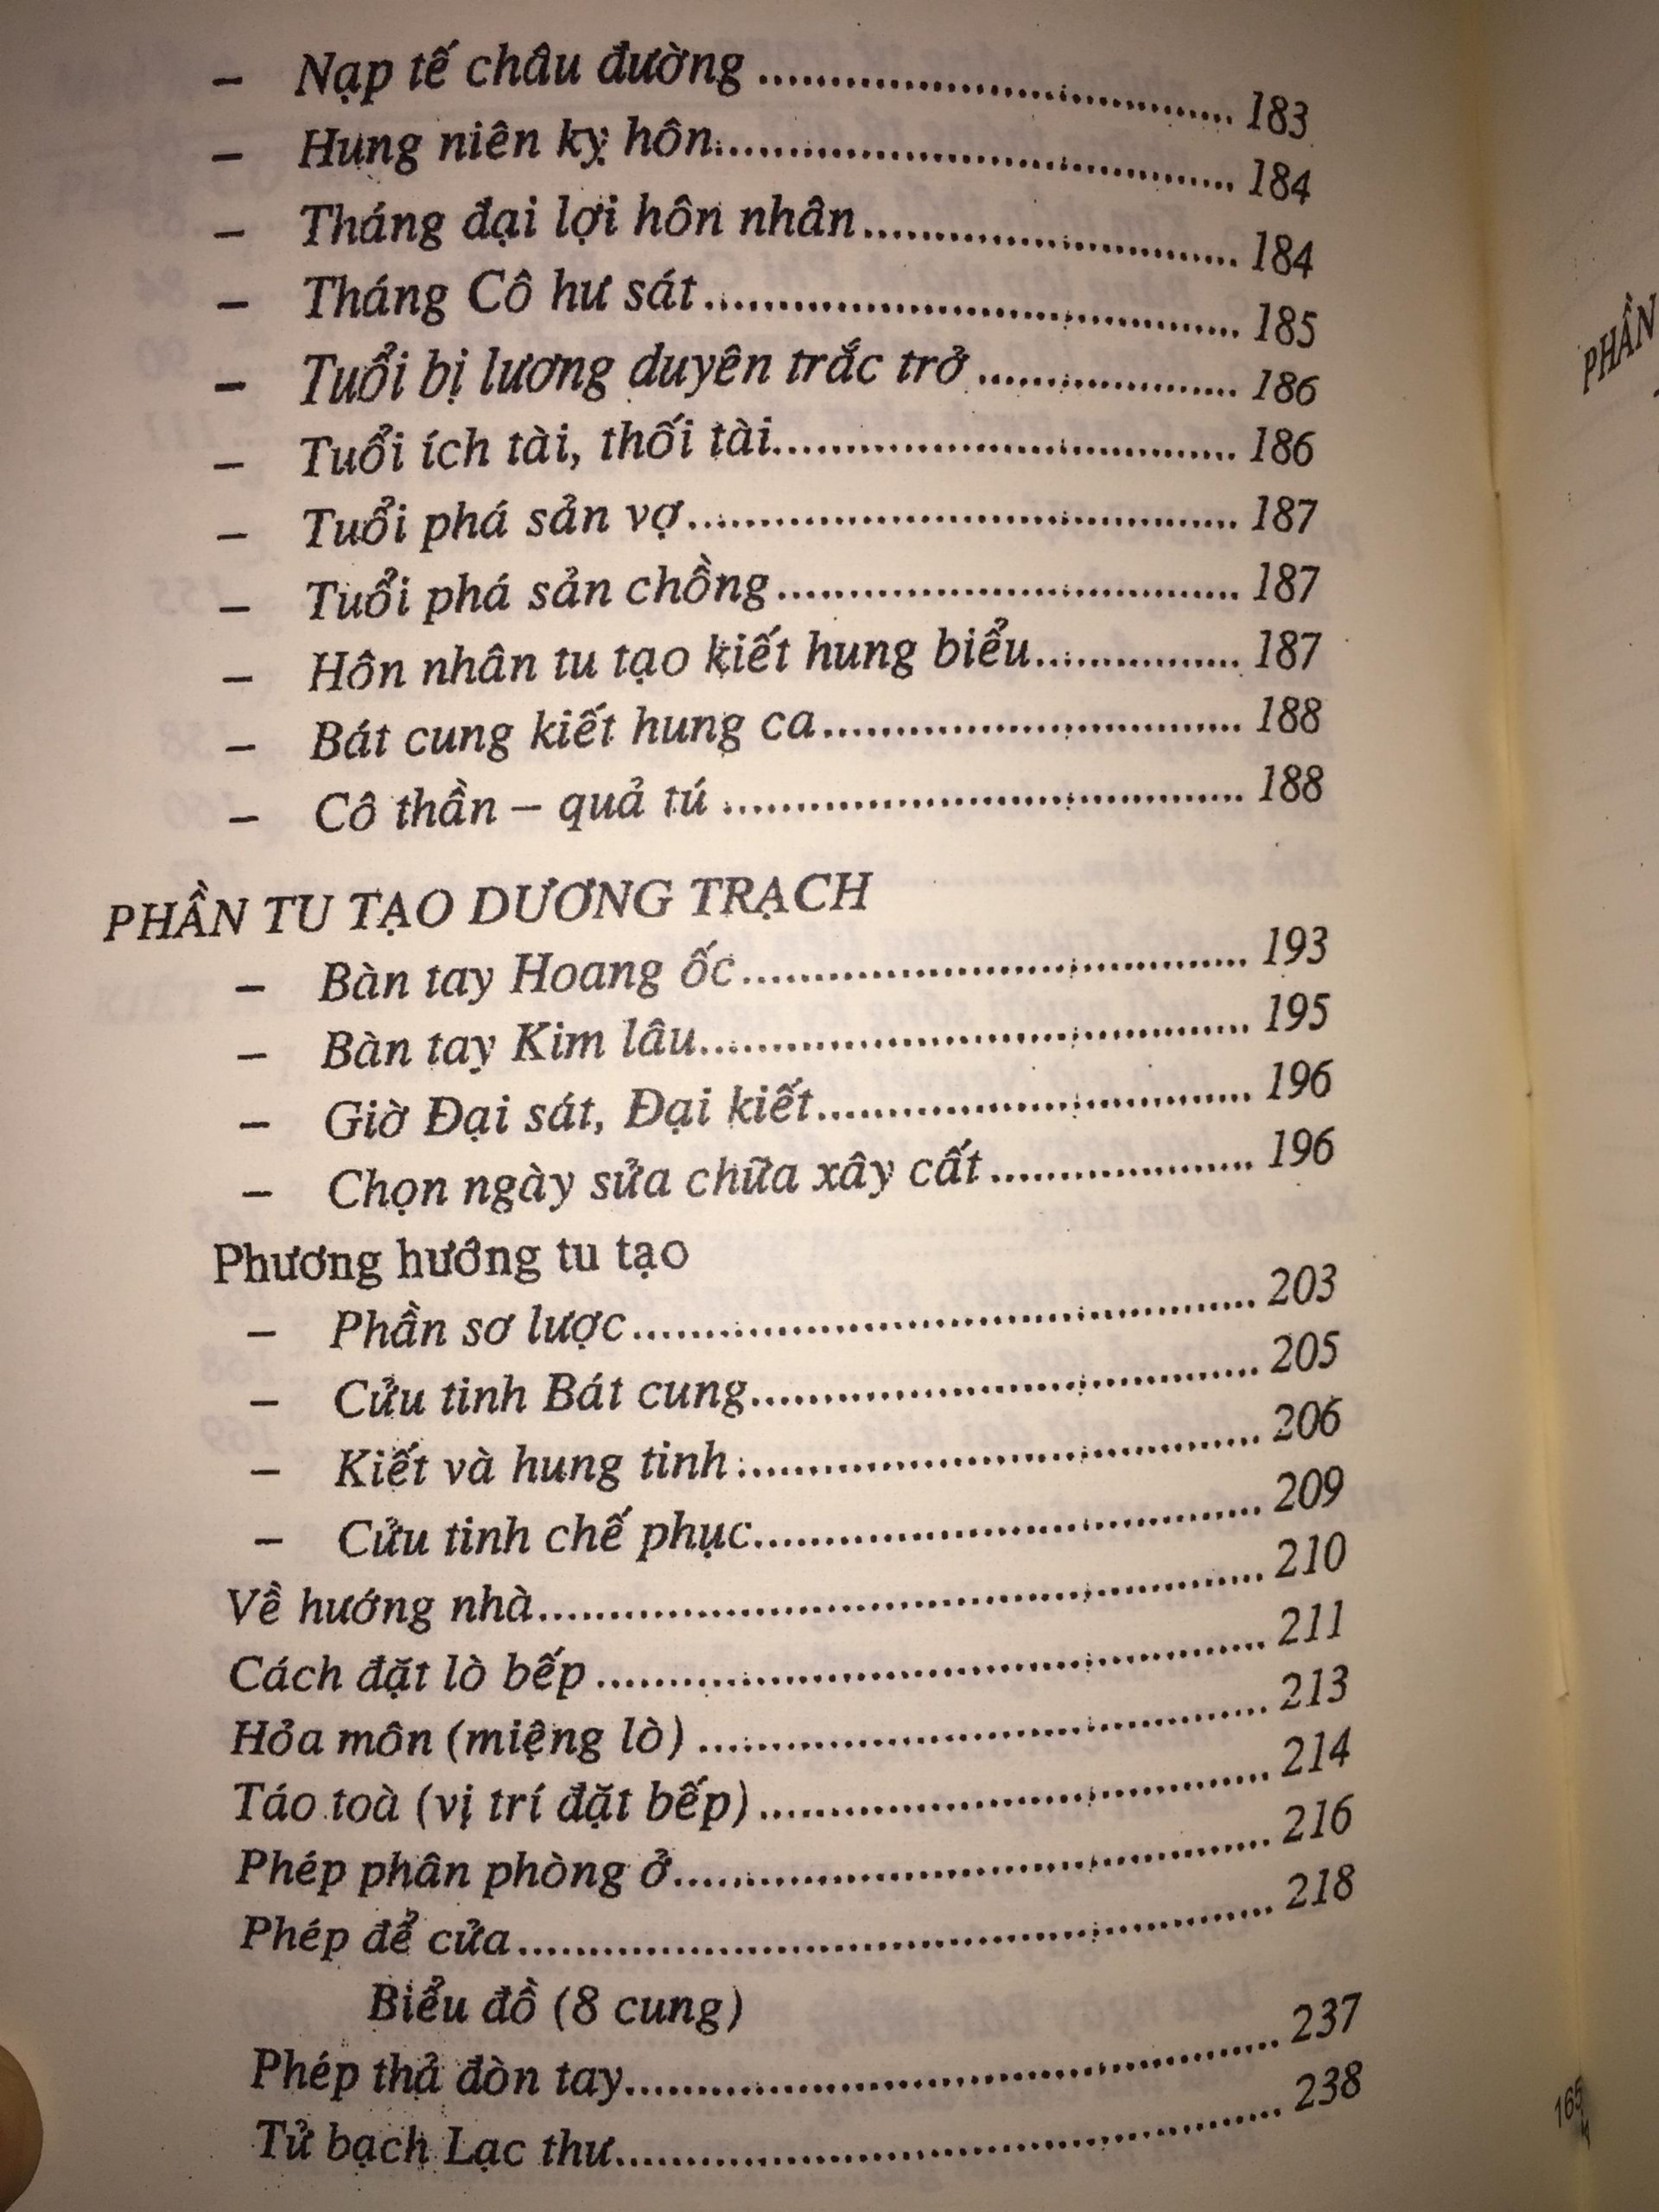 – Nạp tế châu đường ........ 183
– Hung niên kỵ hôn ........ 184
– Tháng đại lợi hôn nhân ........ 184
– Tháng Cô hư sát ........ 185
– Tuổi bị lương duyên trắc trở ........ 186
– Tuổi ích tài, thối tài ........ 186
– Tuổi phá sản vợ ........ 187
– Tuổi phá sản chồng ........ 187
– Hôn nhân tu tạo kiết hung biểu ........ 187
– Bát cung kiết hung ca ........ 188
– Cô thần – quả tú ........ 188
PHẦN TU TẠO DƯƠNG TRẠCH
– Bàn tay Hoang ốc ........ 193
– Bàn tay Kim lâu ........ 195
– Giờ Đại sát, Đại kiết ........ 196
– Chọn ngày sửa chữa xây cất ........ 196
Phương hướng tu tạo
– Phần sơ lược ........ 203
– Cửu tinh Bát cung ........ 205
– Kiết và hung tinh ........ 206
– Cửu tinh chế phục ........ 209
Về hướng nhà ........ 210
Cách đặt lò bếp ........ 211
Hỏa môn (miệng lò) ........ 213
Táo toà (vị trí đặt bếp) ........ 214
Phép phân phòng ở ........ 216
Phép để cửa ........ 218
Biểu đồ (8 cung)
Phép thả đòn tay ........ 237
Tử bạch Lạc thư ........ 238
PHẦN